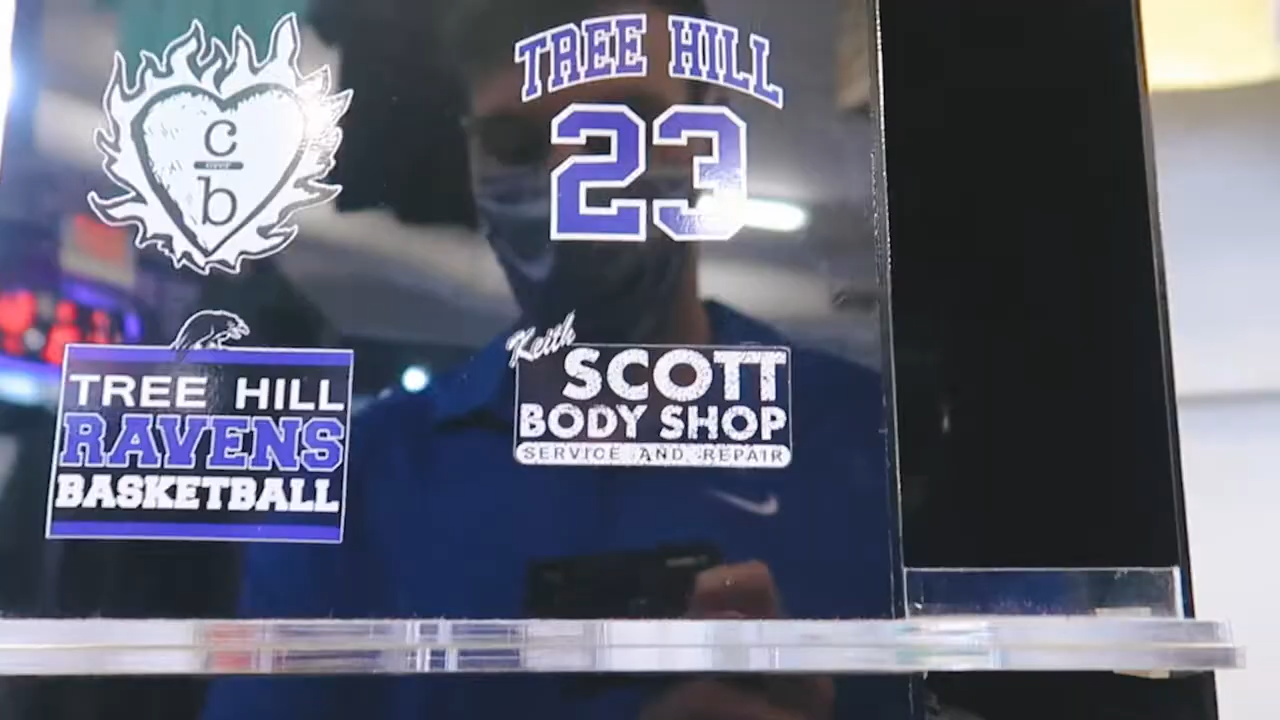 c
b
TREE HILL
23
TREE HILL
RAVENS
BASKETBALL
Keith
SCOTT
BODY SHOP
SERVICE AND REPAIR